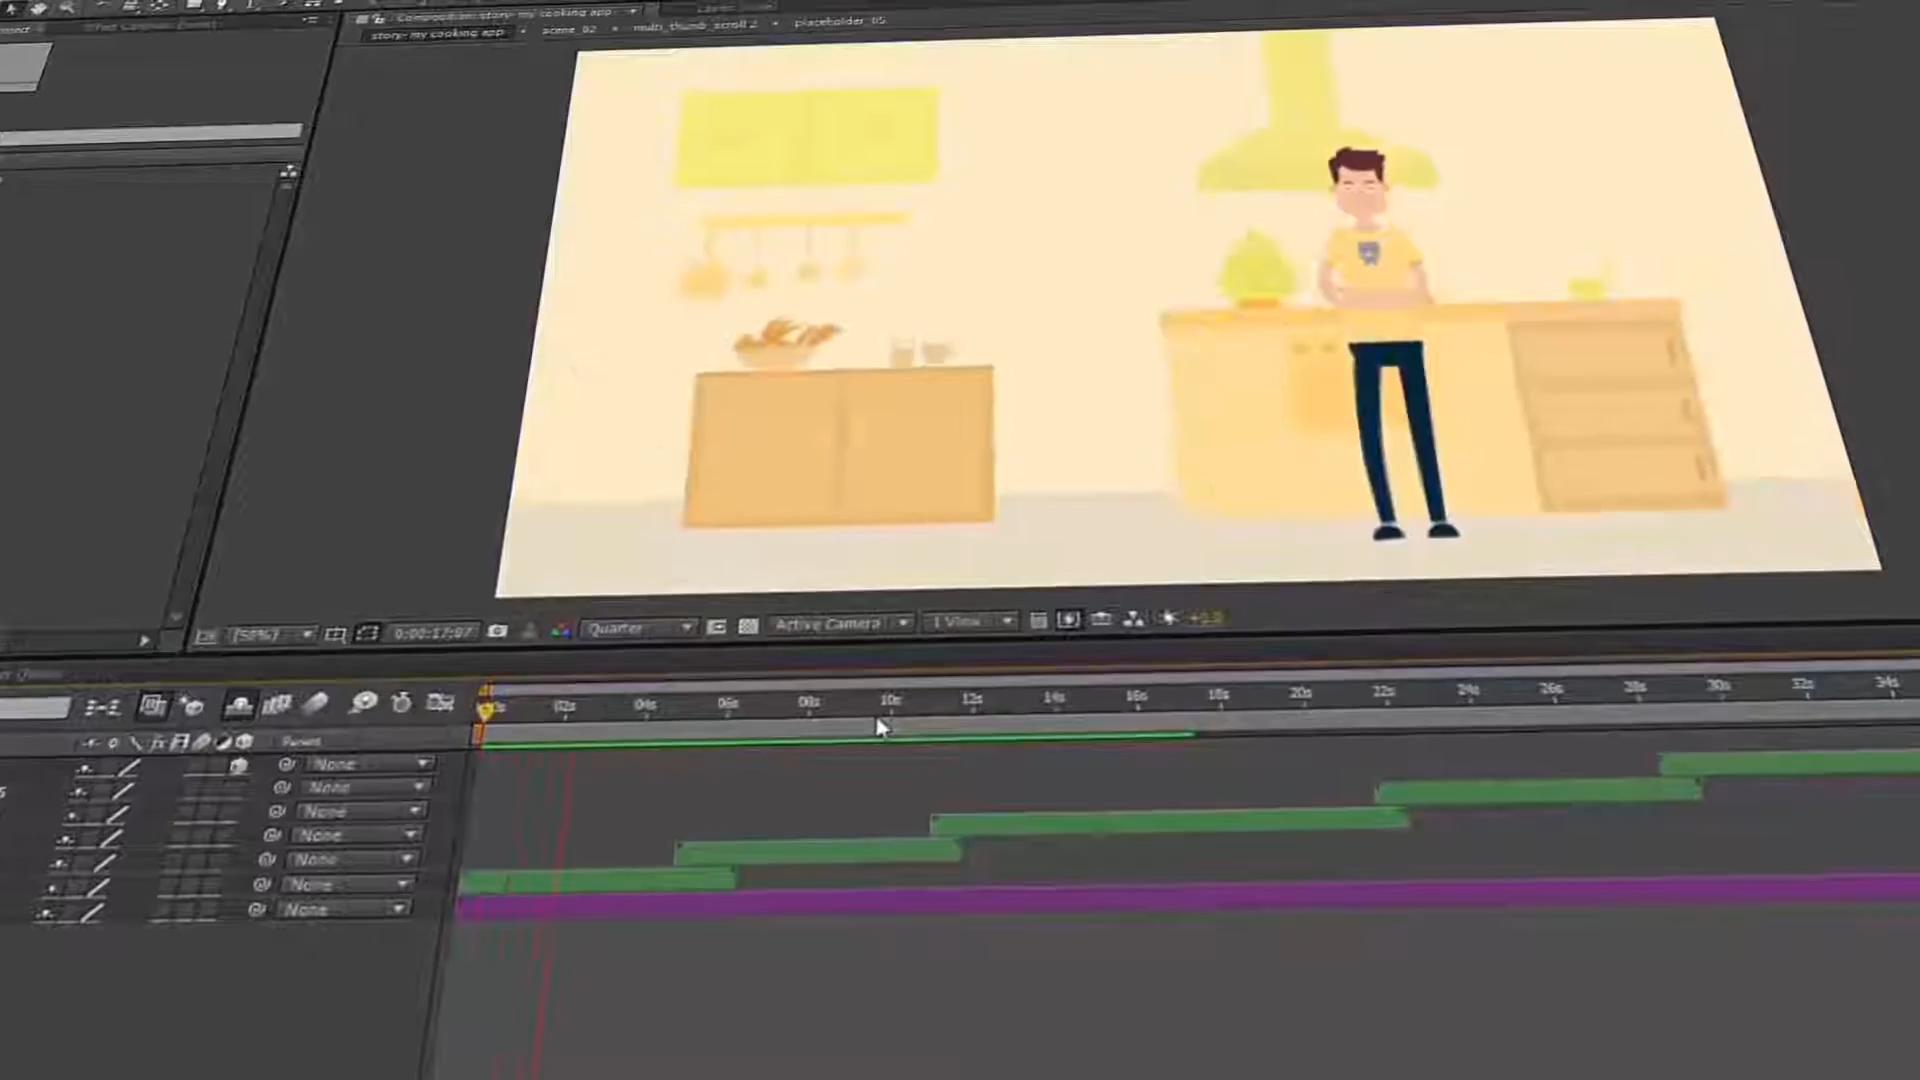 Composition: story- my cooking app
story- my cooking app scene_02 multi_thumb_scroll 2 placeholder_05
(50%) 0:00:17:07 Quarter Active Camera 1 View +0.0
02s 04s 06s 08s 10s 12s 14s 16s 18s 20s 22s 24s 26s 28s 30s 32s 34s
Parent
None
None
None
None
None
None
None